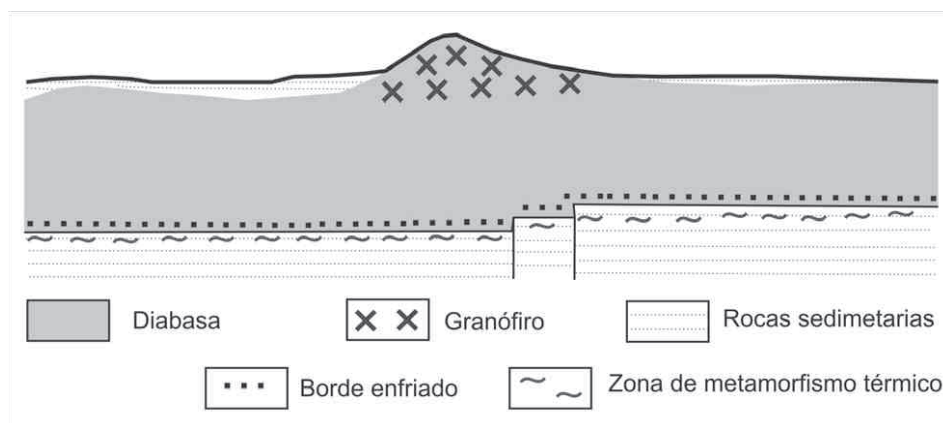 Diabasa
Granófiro
Rocas sedimetarias
Borde enfriado
Zona de metamorfismo térmico